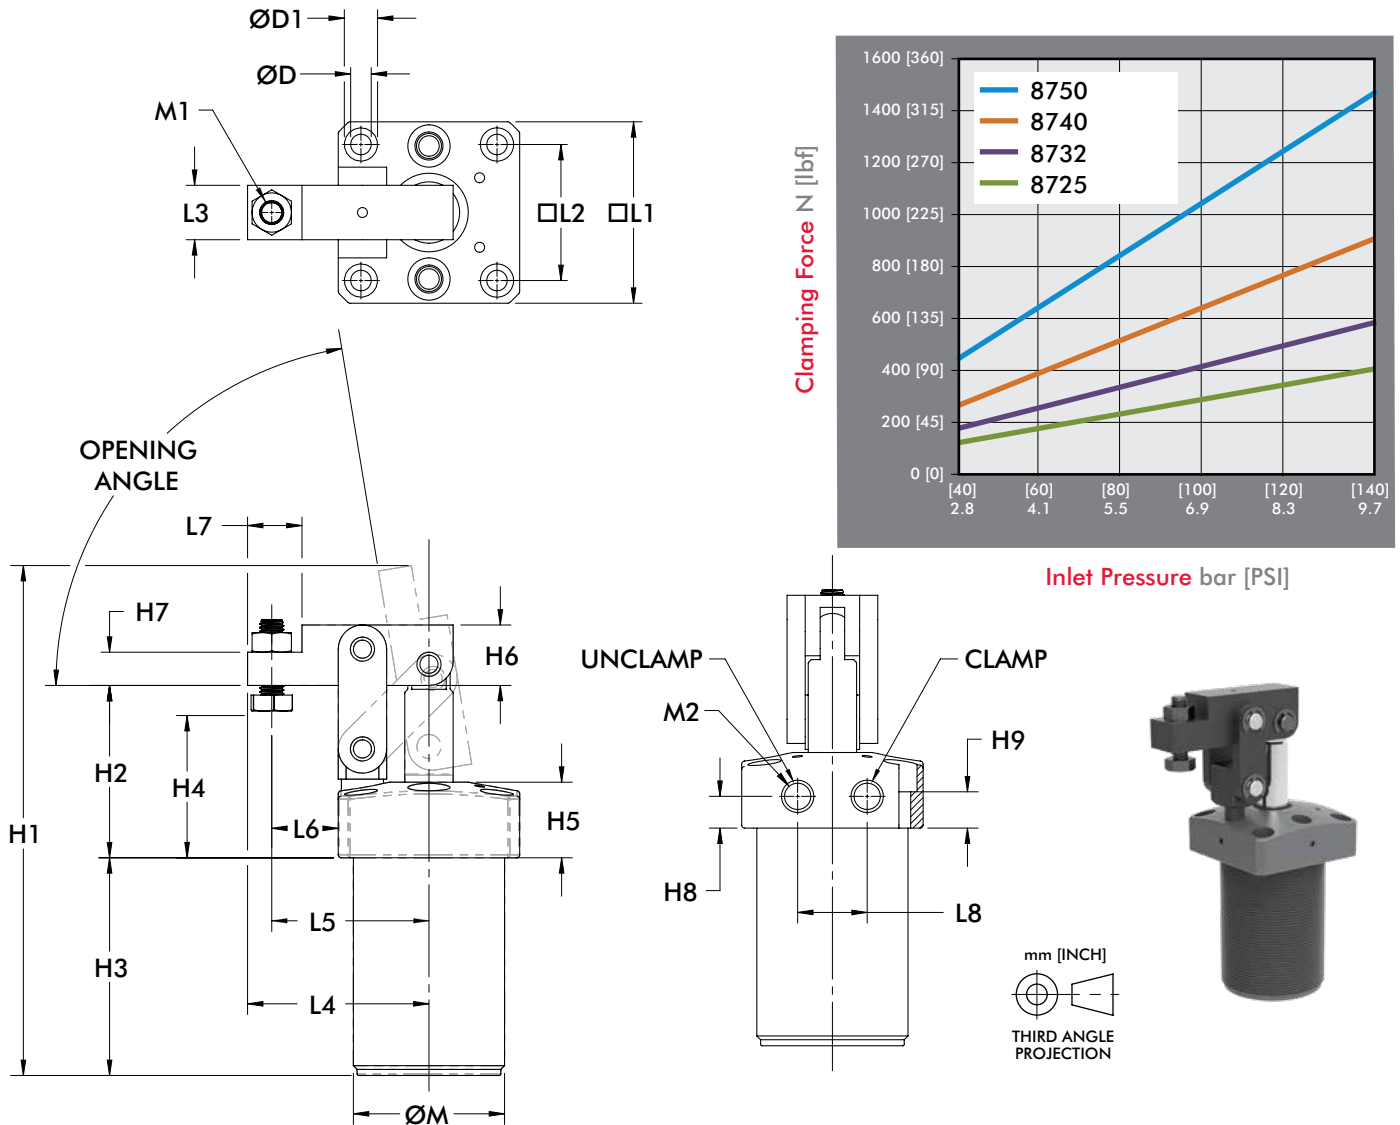 ØD1
ØD
M1
L3
□L2
□L1
OPENING
ANGLE
L7
H7
H6
H2
H4
H1
L6
H5
L5
H3
L4
ØM
1600 [360]
1400 [315]
1200 [270]
1000 [225]
800 [180]
600 [135]
400 [90]
200 [45]
0 [0]
Clamping Force N [lbf]
8750
8740
8732
8725
[40] [60] [80] [100] [120] [140]
2.8 4.1 5.5 6.9 8.3 9.7
Inlet Pressure bar [PSI]
UNCLAMP
CLAMP
M2
H9
H8
L8
mm [INCH]
THIRD ANGLE
PROJECTION